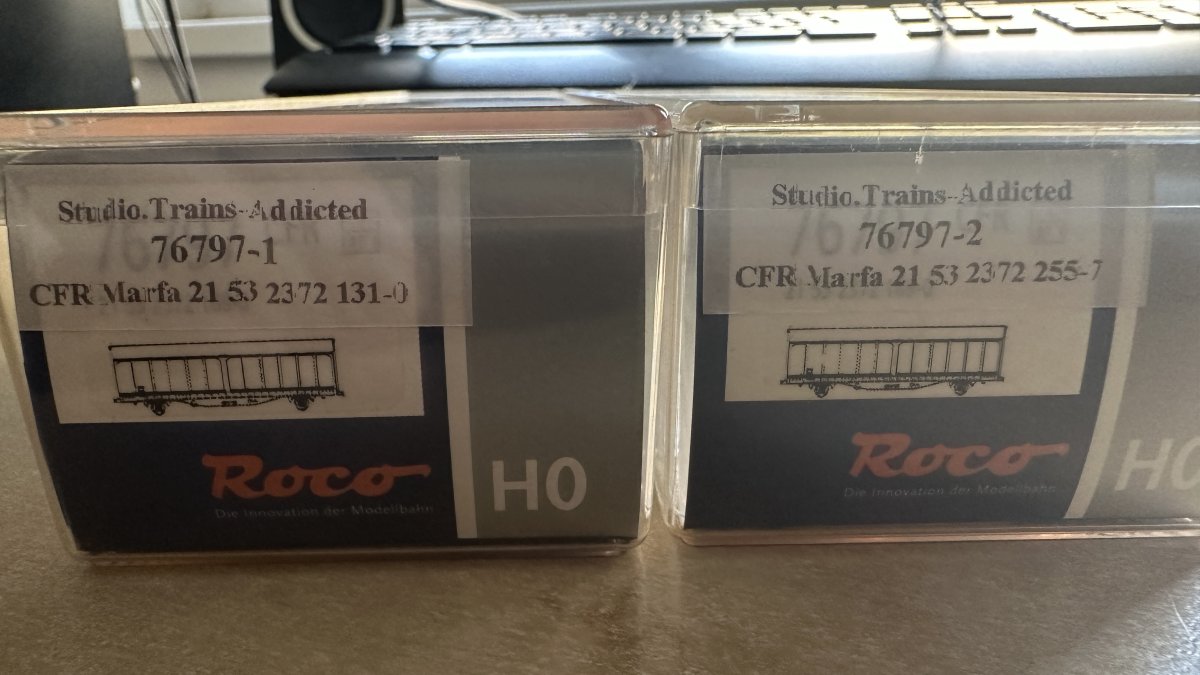 Studio.Trains-Addicted
76797-1
CFR Marfa 21 53 2372 131-0
Roco
Die Innovation der Modellbahn
H0
Studio.Trains-Addicted
76797-2
CFR Marfa 21 53 2372 255-7
Roco
Die Innovation der Modellbahn
H0